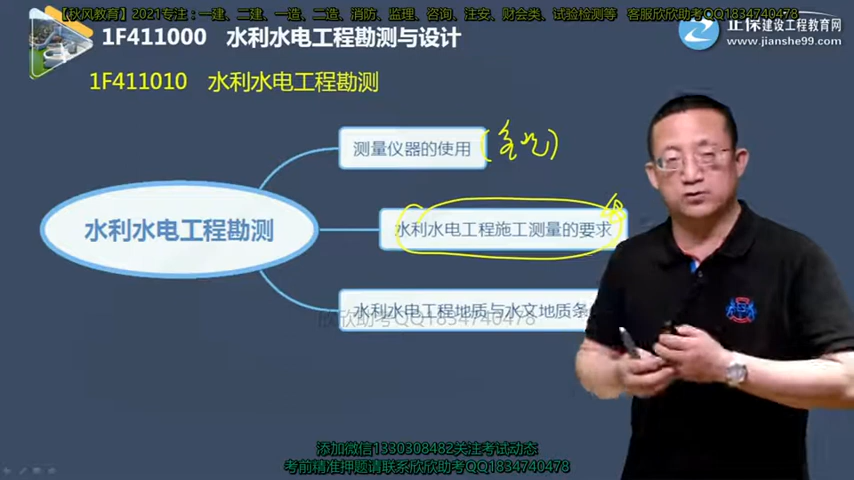 【秋风教育】2021专注：一建、二建、一造、二造、消防、监理、咨询、注安、财会类、试验检测等 客服欣欣助考QQ1834740478
1F411000 水利水电工程勘测与设计
正保建设工程教育网
www.jianshe99.com
1F411010 水利水电工程勘测
测量仪器的使用
水利水电工程勘测
水利水电工程施工测量的要求
水利水电工程地质与水文地质条
欣欣助考QQ1834740478
添加微信1330308482关注考试动态
考前精准押题请联系欣欣助考QQ1834740478